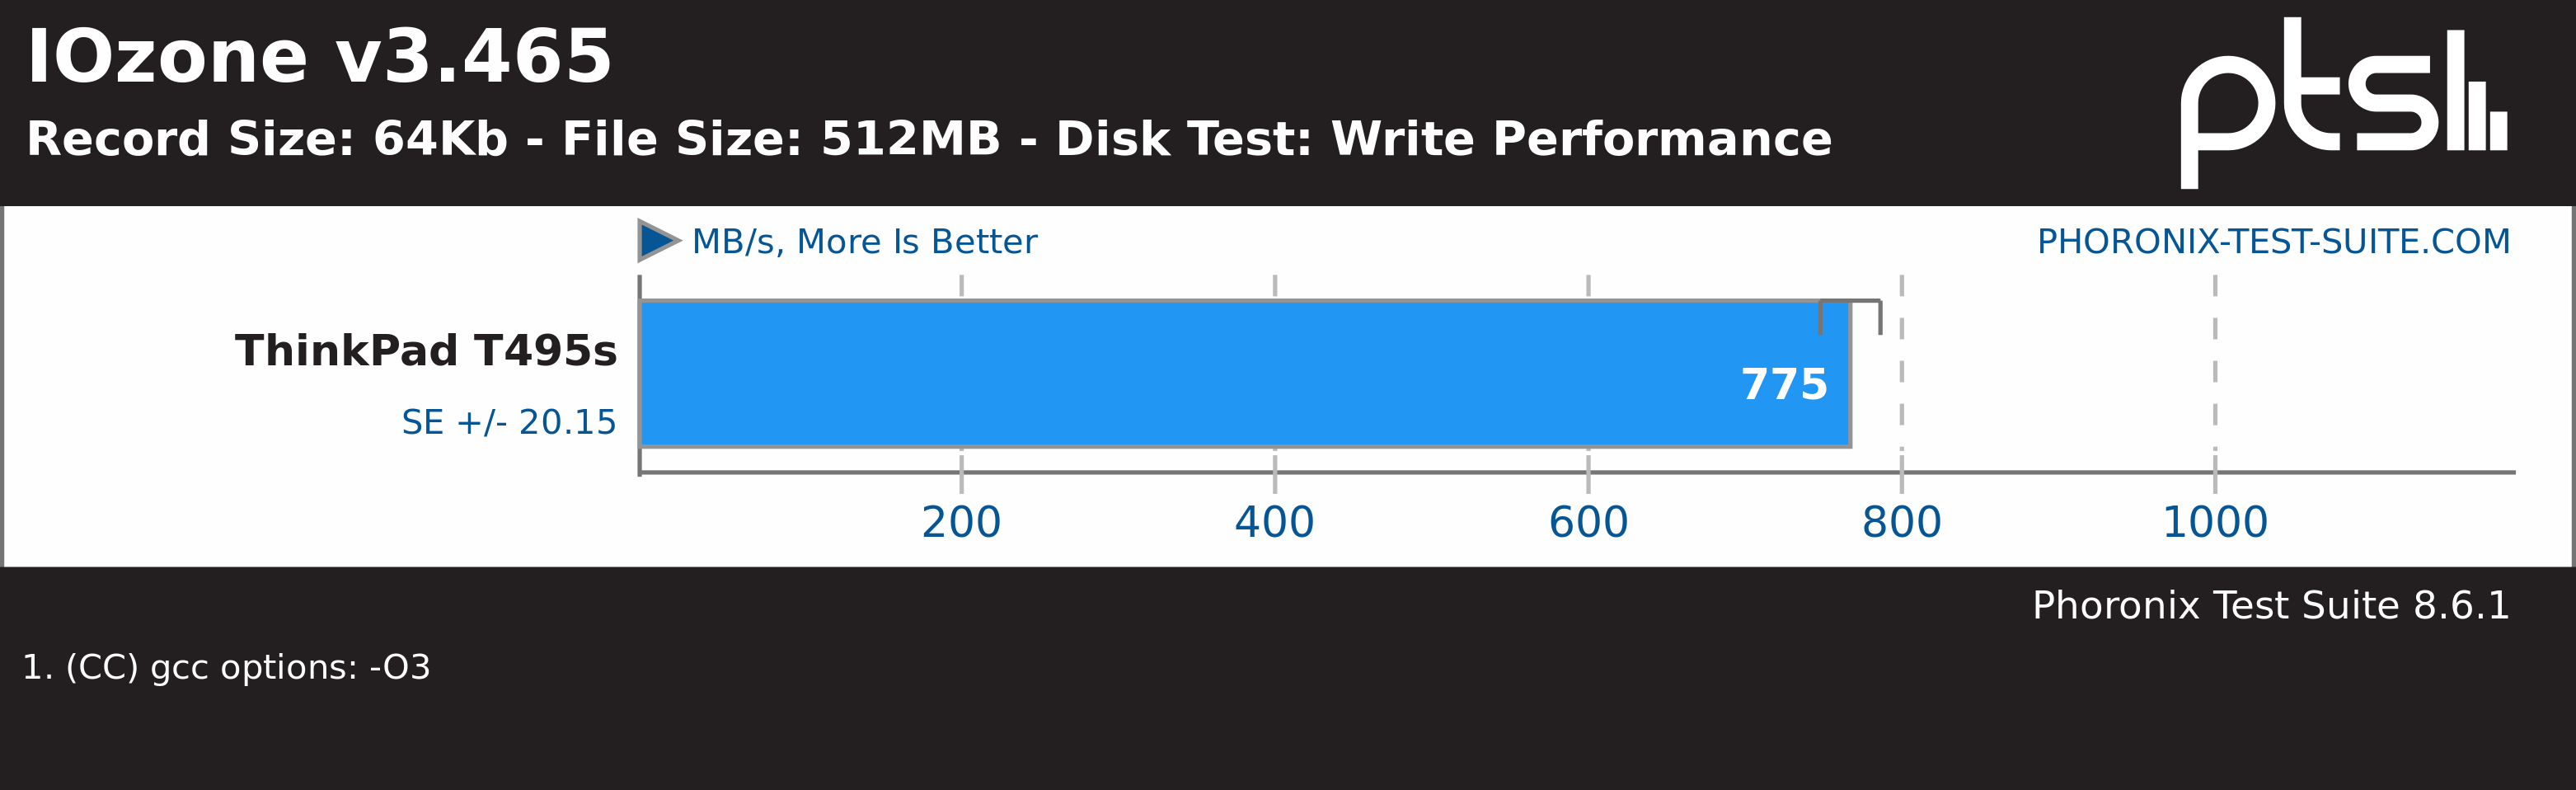 IOzone v3.465
Record Size: 64Kb - File Size: 512MB - Disk Test: Write Performance
ptsl
MB/s, More Is Better
PHORONIX-TEST-SUITE.COM
ThinkPad T495s
SE +/- 20.15
775
200 400 600 800 1000
Phoronix Test Suite 8.6.1
1. (CC) gcc options: -O3